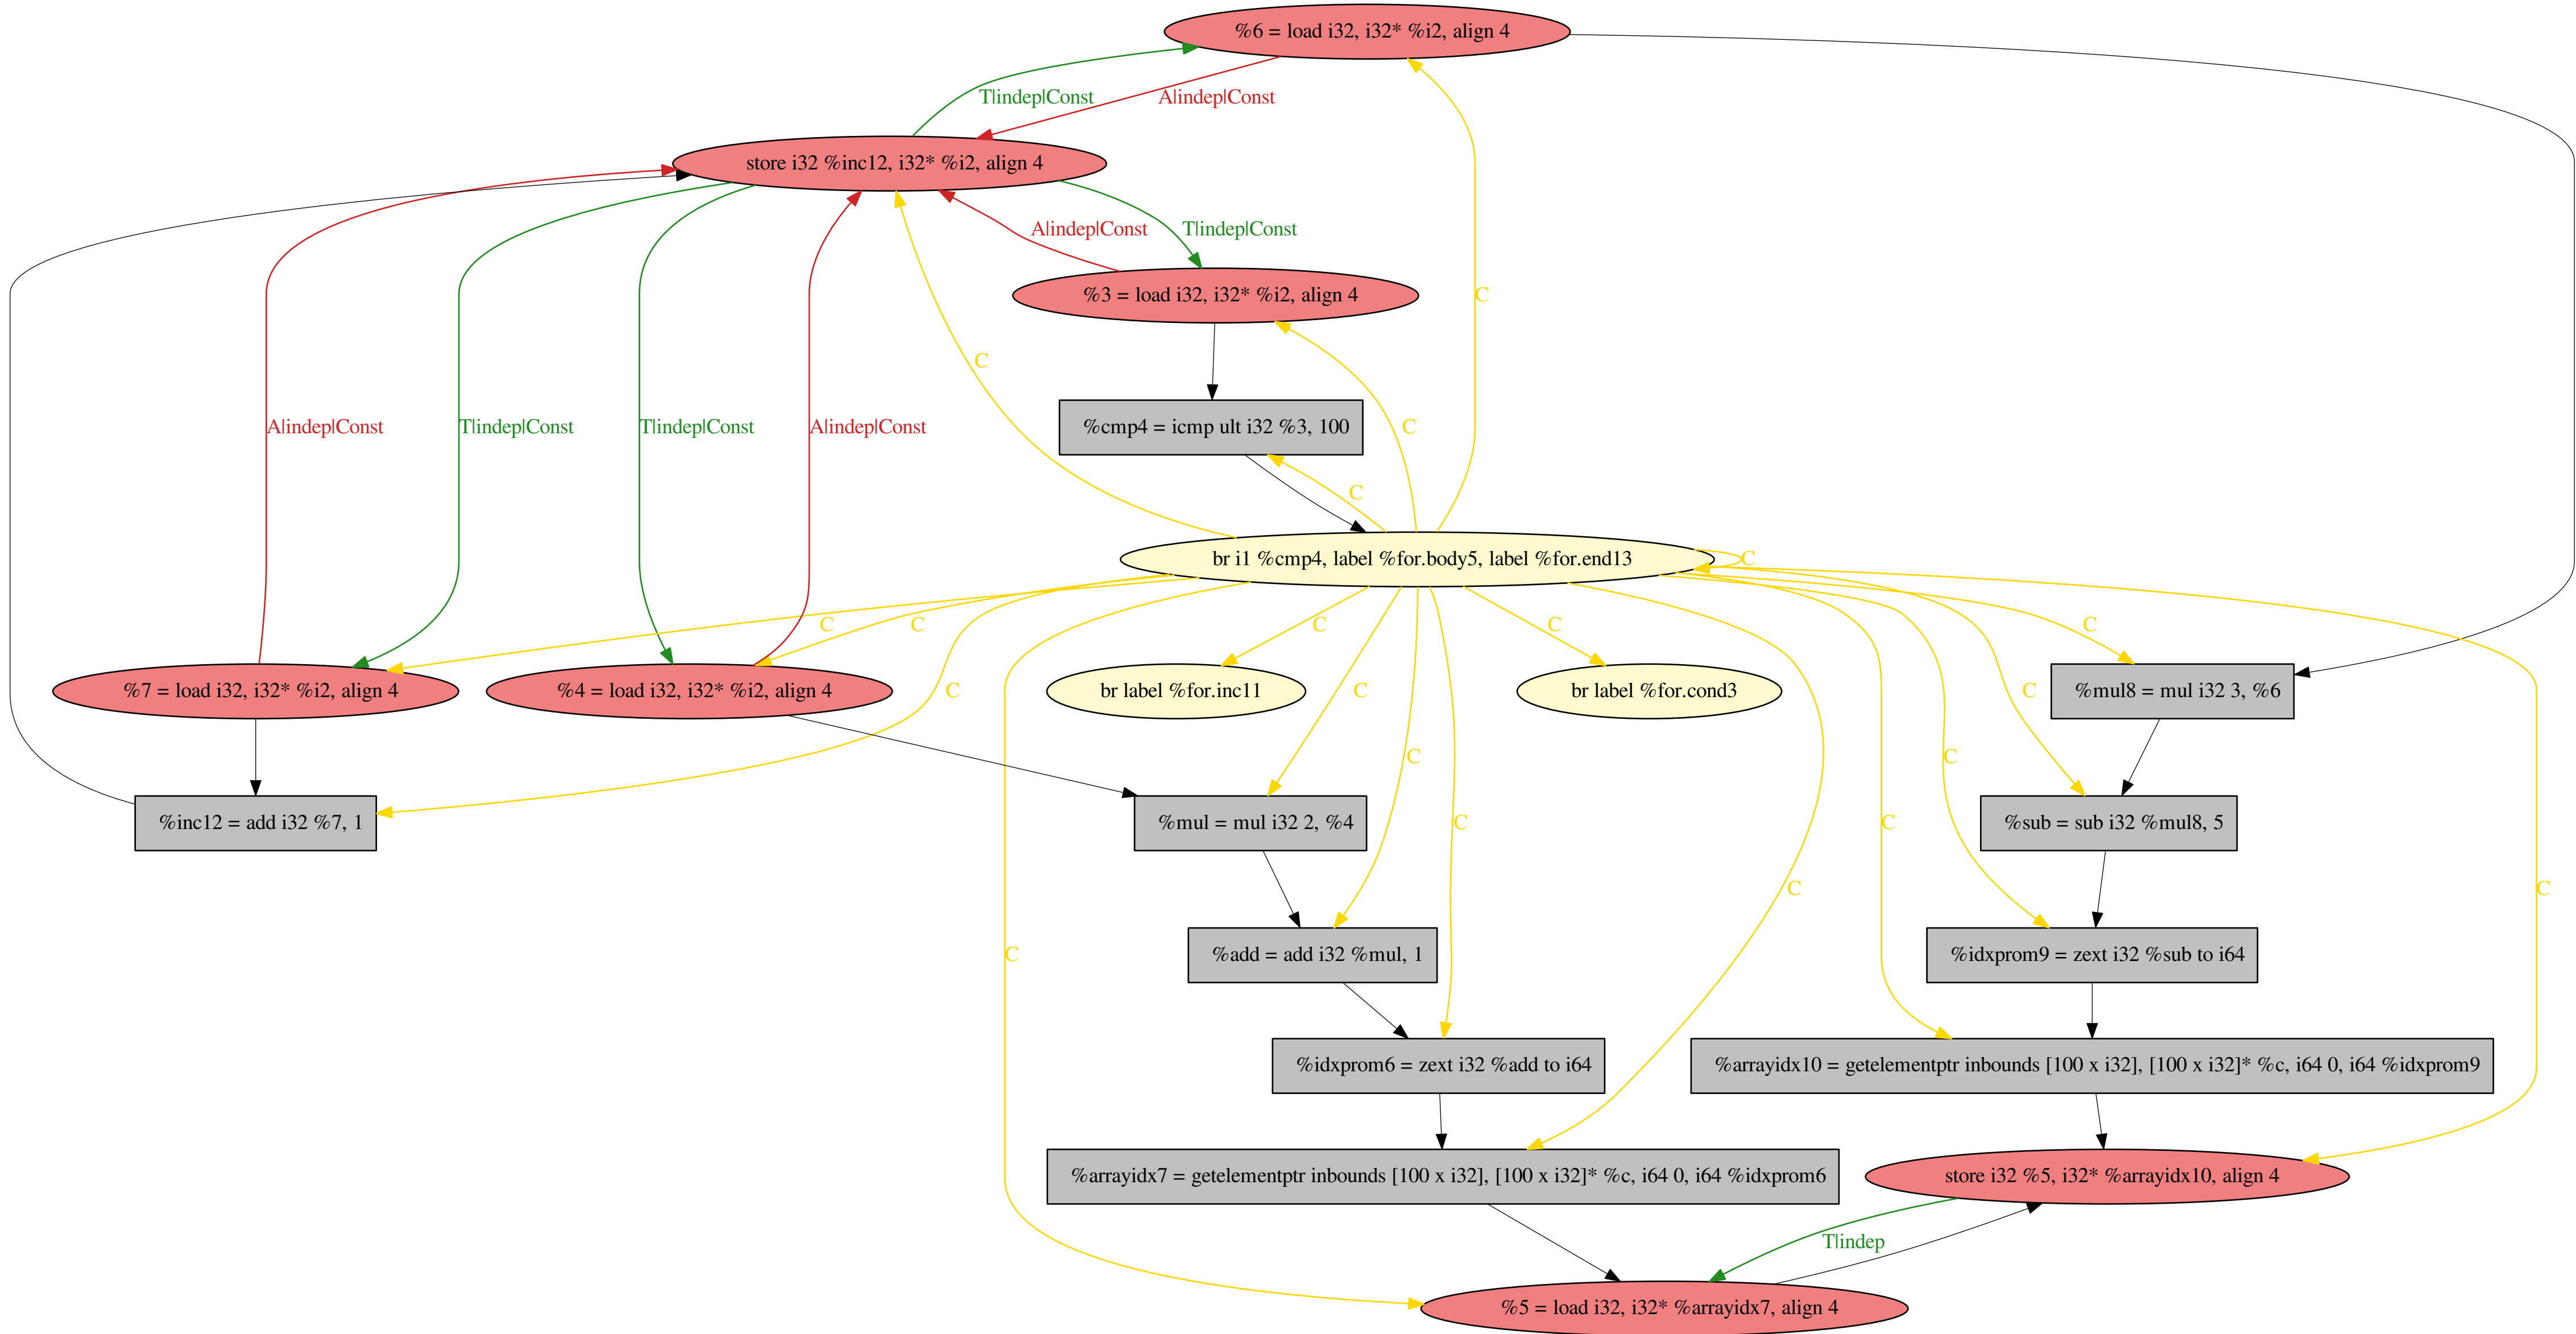 %6 = load i32, i32* %i2, align 4
T|indep|Const
A|indep|Const
store i32 %inc12, i32* %i2, align 4
A|indep|Const
T|indep|Const
%3 = load i32, i32* %i2, align 4
C
C
A|indep|Const
T|indep|Const
T|indep|Const
A|indep|Const
%cmp4 = icmp ult i32 %3, 100
C
C
br i1 %cmp4, label %for.body5, label %for.end13
C
C
C
C
C
C
%7 = load i32, i32* %i2, align 4
%4 = load i32, i32* %i2, align 4
C
br label %for.inc11
C
br label %for.cond3
C
%mul8 = mul i32 3, %6
C
C
%inc12 = add i32 %7, 1
%mul = mul i32 2, %4
C
C
%sub = sub i32 %mul8, 5
C
C
C
%add = add i32 %mul, 1
%idxprom9 = zext i32 %sub to i64
%idxprom6 = zext i32 %add to i64
%arrayidx10 = getelementptr inbounds [100 x i32], [100 x i32]* %c, i64 0, i64 %idxprom9
%arrayidx7 = getelementptr inbounds [100 x i32], [100 x i32]* %c, i64 0, i64 %idxprom6
store i32 %5, i32* %arrayidx10, align 4
T|indep
%5 = load i32, i32* %arrayidx7, align 4